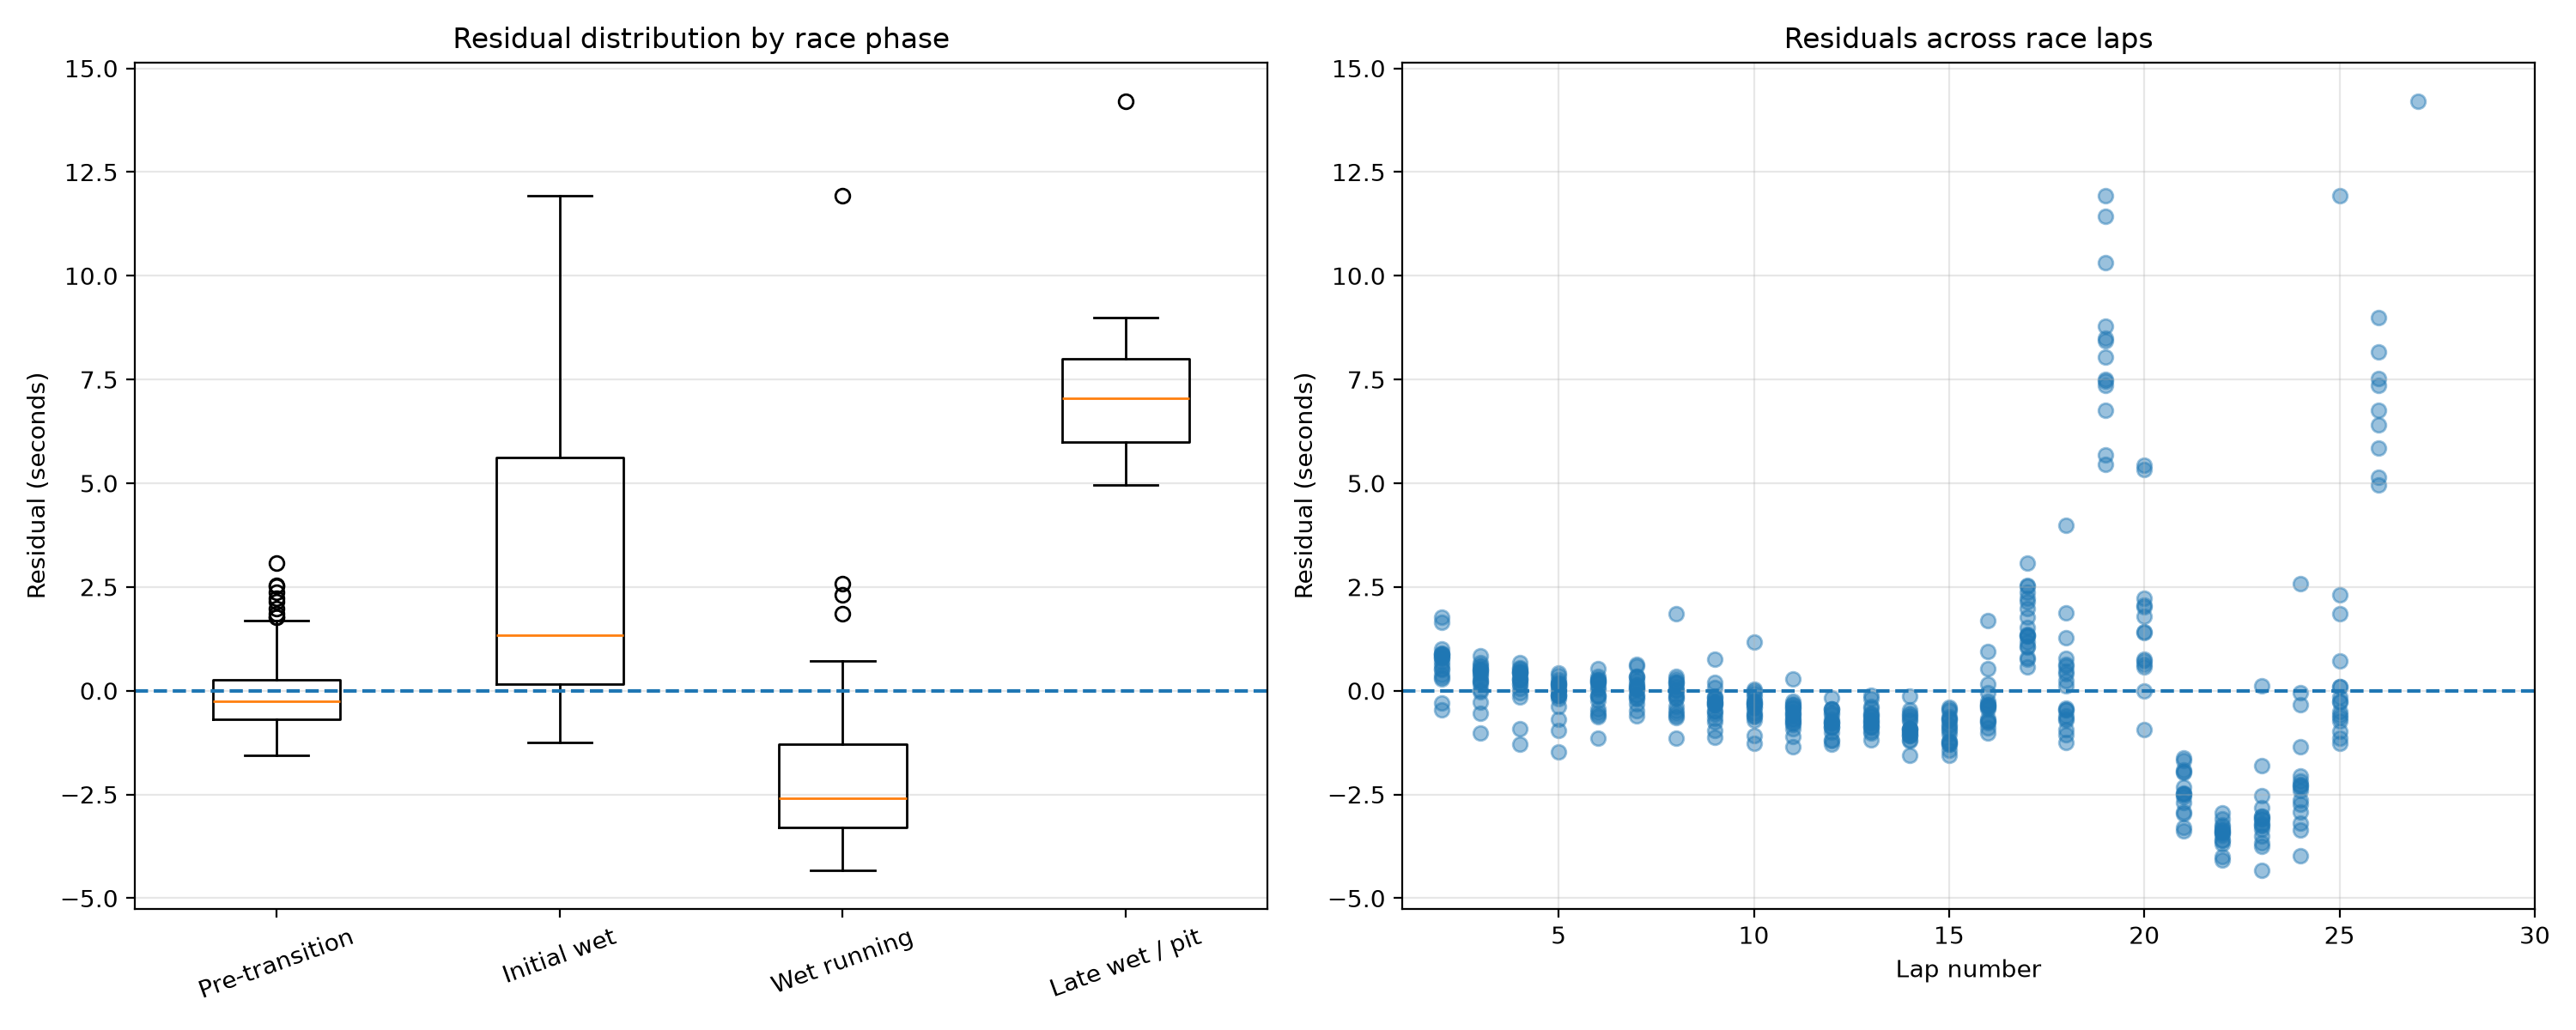 Residual distribution by race phase
15.0
12.5
10.0
7.5
5.0
2.5
0.0
−2.5
−5.0
Residual (seconds)
Pre-transition
Initial wet
Wet running
Late wet / pit
Residuals across race laps
15.0
12.5
10.0
7.5
5.0
2.5
0.0
−2.5
−5.0
Residual (seconds)
5
10
15
20
25
30
Lap number